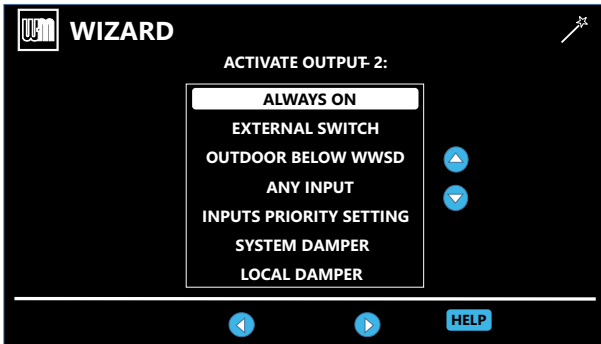 WM WIZARD
ACTIVATE OUTPUT- 2:
ALWAYS ON
EXTERNAL SWITCH
OUTDOOR BELOW WWSD
ANY INPUT
INPUTS PRIORITY SETTING
SYSTEM DAMPER
LOCAL DAMPER
HELP